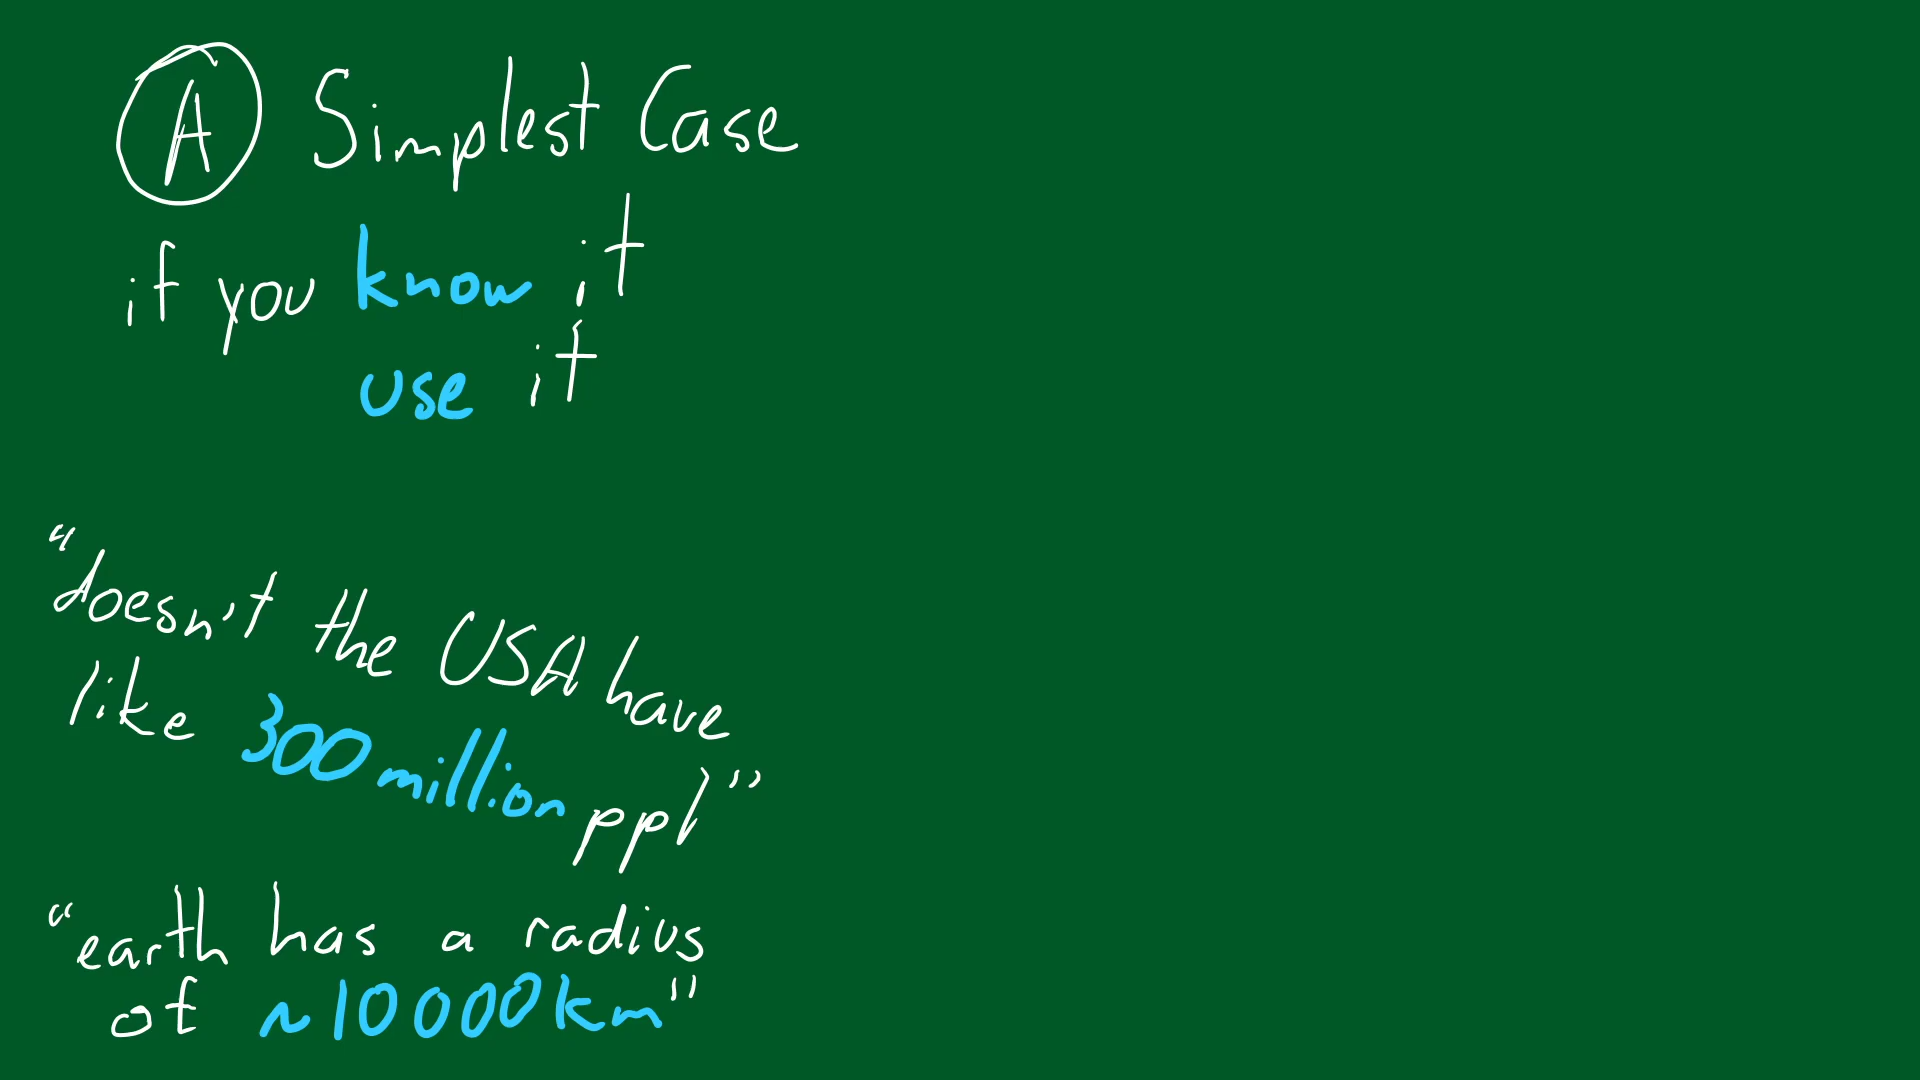 A Simplest Case
if you know it
use it
"doesn't the USA have
like 300 million ppl"
"earth has a radius
of ~10000km"